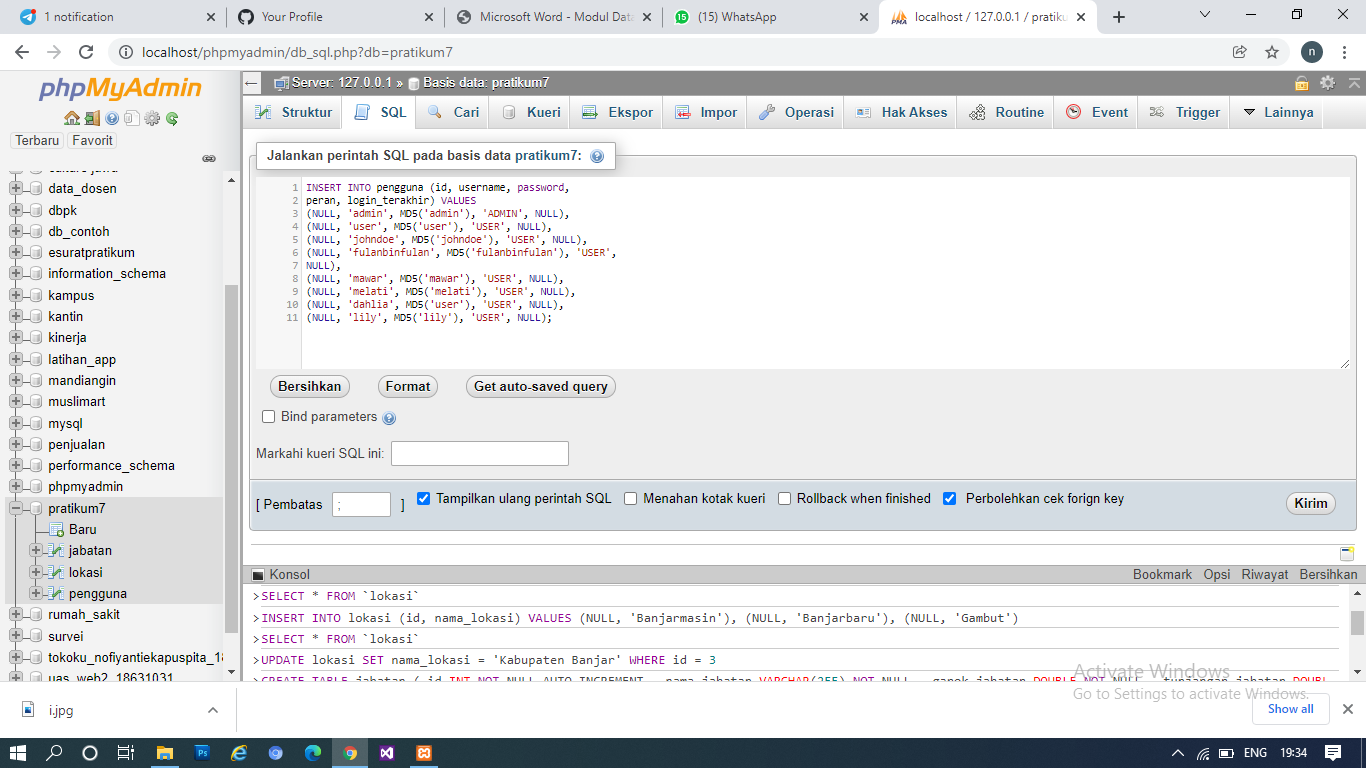 1 notification
Your Profile
Microsoft Word - Modul Data
(15) WhatsApp
localhost / 127.0.0.1 / pratiku
localhost/phpmyadmin/db_sql.php?db=pratikum7
n
phpMyAdmin
Terbaru Favorit
data_dosen
dbpk
db_contoh
esuratpratikum
information_schema
kampus
kantin
kinerja
latihan_app
mandiangin
muslimart
mysql
penjualan
performance_schema
phpmyadmin
pratikum7
Baru
jabatan
lokasi
pengguna
rumah_sakit
survei
tokoku_nofiyantiekapuspita_18
uas_web2_18631031
Server: 127.0.0.1 » Basis data: pratikum7
Struktur SQL Cari Kueri Ekspor Impor Operasi Hak Akses Routine Event Trigger Lainnya
Jalankan perintah SQL pada basis data pratikum7:
1 INSERT INTO pengguna (id, username, password,
2 peran, login_terakhir) VALUES
3 (NULL, 'admin', MD5('admin'), 'ADMIN', NULL),
4 (NULL, 'user', MD5('user'), 'USER', NULL),
5 (NULL, 'johndoe', MD5('johndoe'), 'USER', NULL),
6 (NULL, 'fulanbinfulan', MD5('fulanbinfulan'), 'USER',
7 NULL),
8 (NULL, 'mawar', MD5('mawar'), 'USER', NULL),
9 (NULL, 'melati', MD5('melati'), 'USER', NULL),
10 (NULL, 'dahlia', MD5('user'), 'USER', NULL),
11 (NULL, 'lily', MD5('lily'), 'USER', NULL);
Bersihkan Format Get auto-saved query
Bind parameters
Markahi kueri SQL ini:
[ Pembatas ; ] Tampilkan ulang perintah SQL Menahan kotak kueri Rollback when finished Perbolehkan cek forign key
Kirim
Konsol Bookmark Opsi Riwayat Bersihkan
>SELECT * FROM `lokasi`
>INSERT INTO lokasi (id, nama_lokasi) VALUES (NULL, 'Banjarmasin'), (NULL, 'Banjarbaru'), (NULL, 'Gambut')
>SELECT * FROM `lokasi`
>UPDATE lokasi SET nama_lokasi = 'Kabupaten Banjar' WHERE id = 3
>CREATE TABLE jabatan ( id INT NOT NULL AUTO_INCREMENT, nama_jabatan VARCHAR(255) NOT NULL, gapok_jabatan DOUBLE NOT NULL, tunjangan_jabatan DOUBL
Activate Windows
Go to Settings to activate Windows.
i.jpg
Show all
ENG 19:34